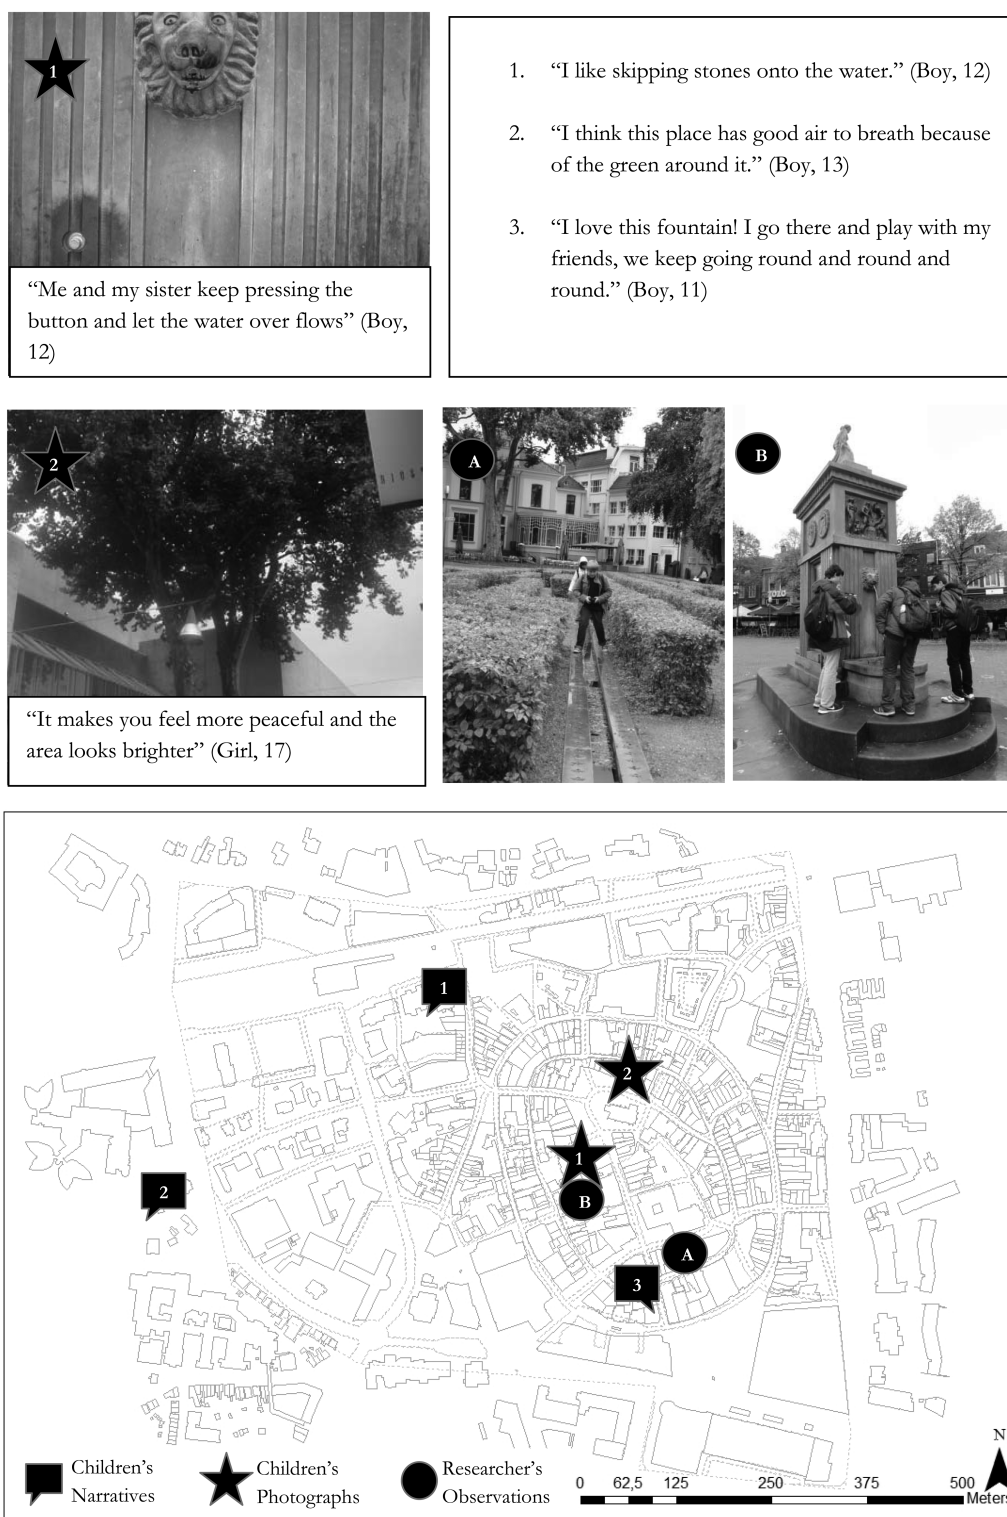 1
“Me and my sister keep pressing the
button and let the water over flows” (Boy,
12)
1. “I like skipping stones onto the water.” (Boy, 12)
2. “I think this place has good air to breath because
of the green around it.” (Boy, 13)
3. “I love this fountain! I go there and play with my
friends, we keep going round and round and
round.” (Boy, 11)
2
“It makes you feel more peaceful and the
area looks brighter” (Girl, 17)
A
B
1
2
1
2
B
A
3
Children’s
Narratives
Children’s
Photographs
Researcher’s
Observations
0 62,5 125 250 375 500
Meters
N